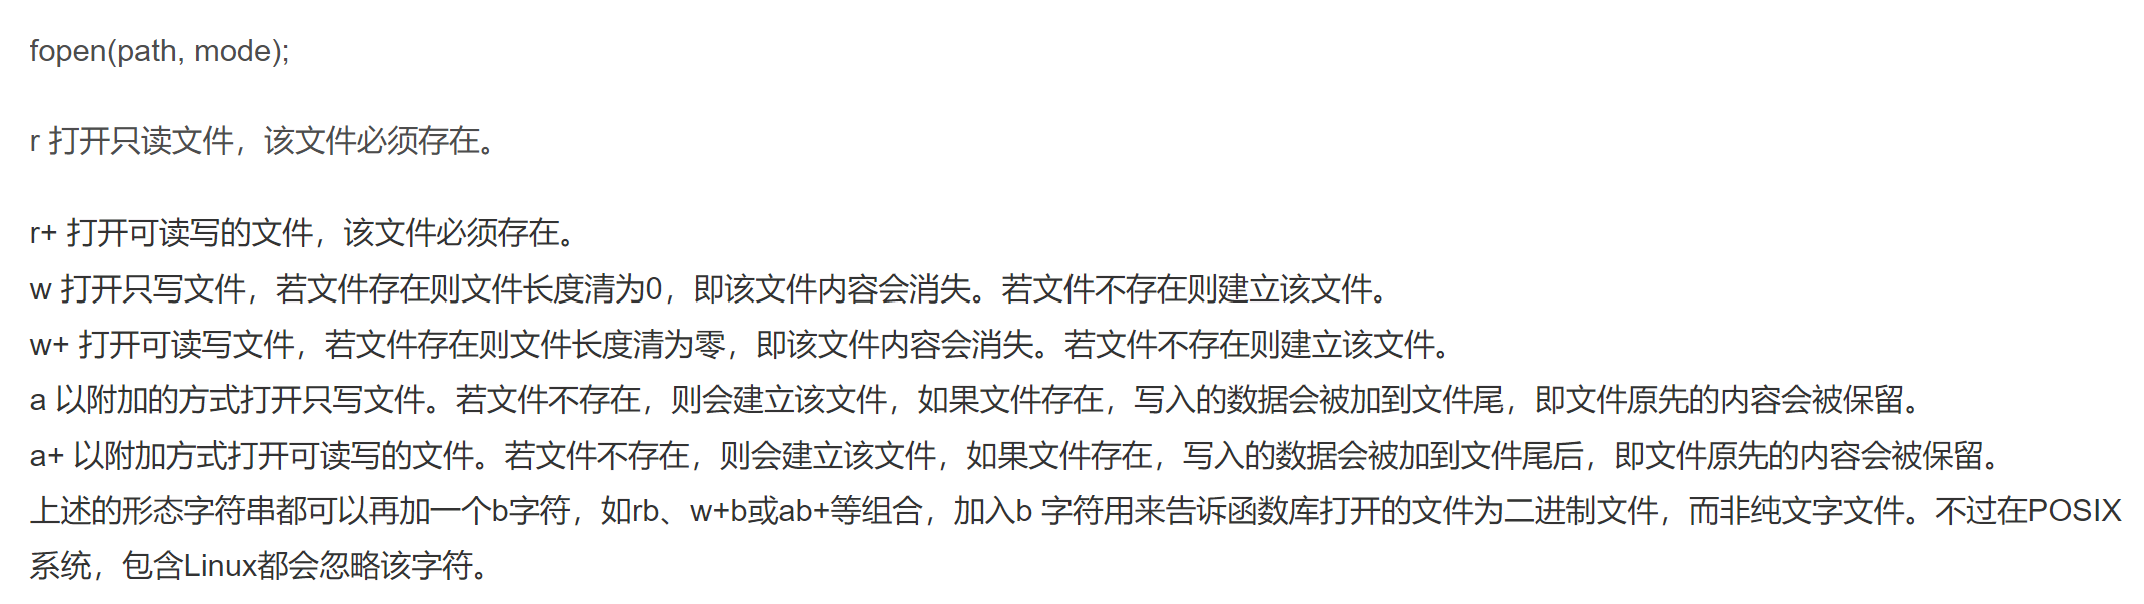 fopen(path, mode);
r 打开只读文件，该文件必须存在。
r+ 打开可读写的文件，该文件必须存在。
w 打开只写文件，若文件存在则文件长度清为0，即该文件内容会消失。若文件不存在则建立该文件。
w+ 打开可读写文件，若文件存在则文件长度清为零，即该文件内容会消失。若文件不存在则建立该文件。
a 以附加的方式打开只写文件。若文件不存在，则会建立该文件，如果文件存在，写入的数据会被加到文件尾，即文件原先的内容会被保留。
a+ 以附加方式打开可读写的文件。若文件不存在，则会建立该文件，如果文件存在，写入的数据会被加到文件尾后，即文件原先的内容会被保留。
上述的形态字符串都可以再加一个b字符，如rb、w+b或ab+等组合，加入b 字符用来告诉函数库打开的文件为二进制文件，而非纯文字文件。不过在POSIX
系统，包含Linux都会忽略该字符。